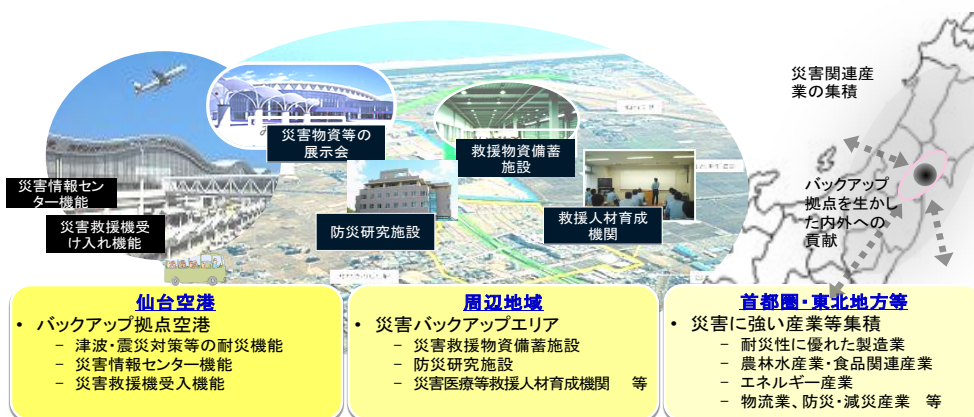 災害関連産
業の集積
災害物資等の
展示会
救援物資備蓄
施設
災害情報セン
ター機能
災害救援機受
け入れ機能
防災研究施設
救援人材育成
機関
バックアップ
拠点を生かし
た内外への
貢献
仙台空港
• バックアップ拠点空港
− 津波・震災対策等の耐災機能
− 災害情報センター機能
− 災害救援機受入機能
周辺地域
• 災害バックアップエリア
− 災害救援物資備蓄施設
− 防災研究施設
− 災害医療等救援人材育成機関 等
首都圏・東北地方等
• 災害に強い産業等集積
− 耐災性に優れた製造業
− 農林水産業・食品関連産業
− エネルギー産業
− 物流業、防災・減災産業 等